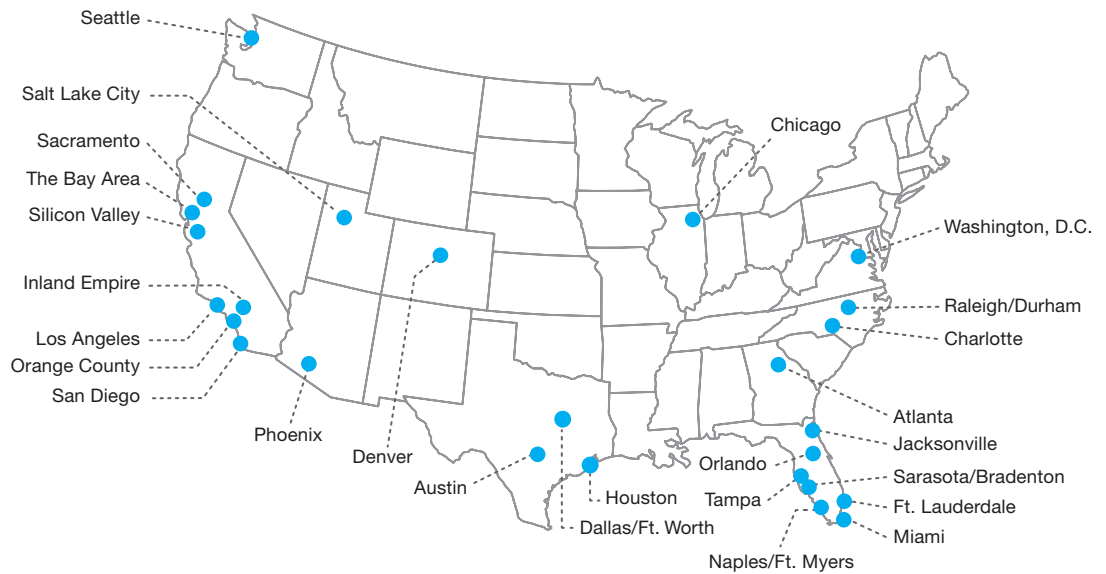 Seattle
Salt Lake City
Sacramento
The Bay Area
Silicon Valley
Inland Empire
Los Angeles
Orange County
San Diego
Phoenix
Denver
Austin
Houston
Dallas/Ft. Worth
Chicago
Washington, D.C.
Raleigh/Durham
Charlotte
Atlanta
Jacksonville
Orlando
Sarasota/Bradenton
Tampa
Ft. Lauderdale
Miami
Naples/Ft. Myers